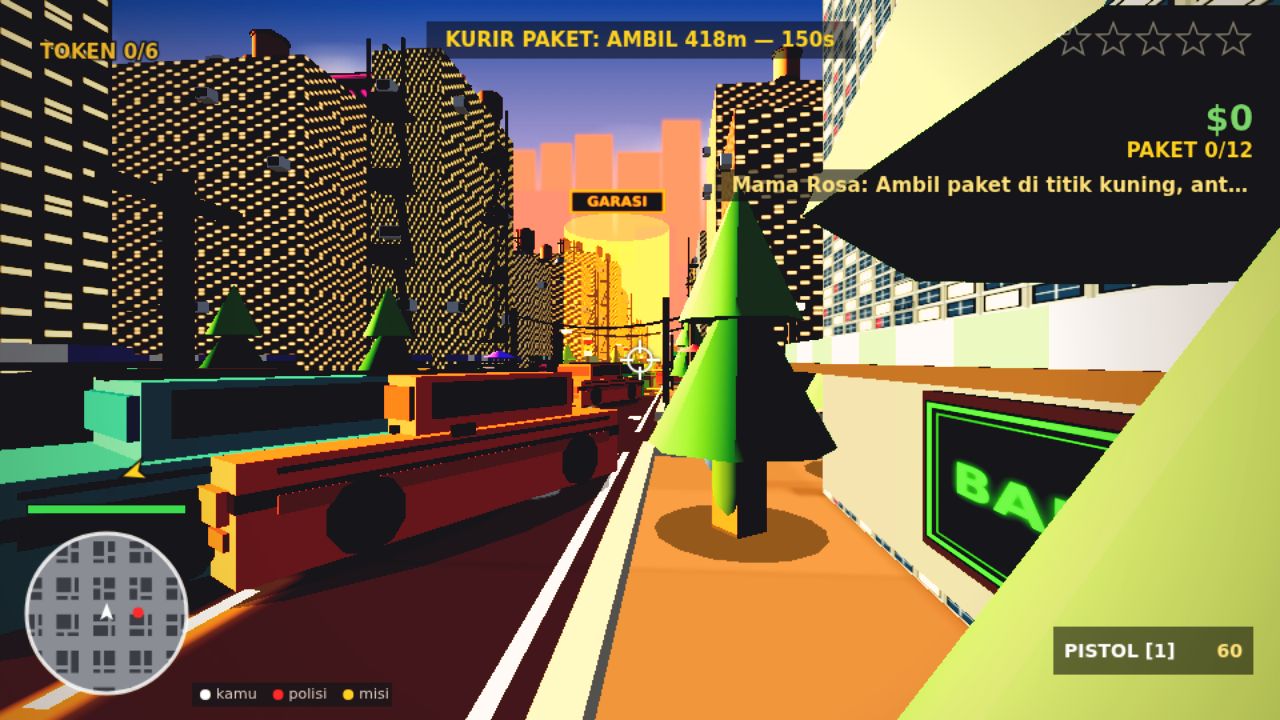 TOKEN 0/6
KURIR PAKET: AMBIL 418m — 150s
$0
PAKET 0/12
Mama Rosa: Ambil paket di titik kuning, ant...
GARASI
PISTOL [1] 60
kamu polisi misi